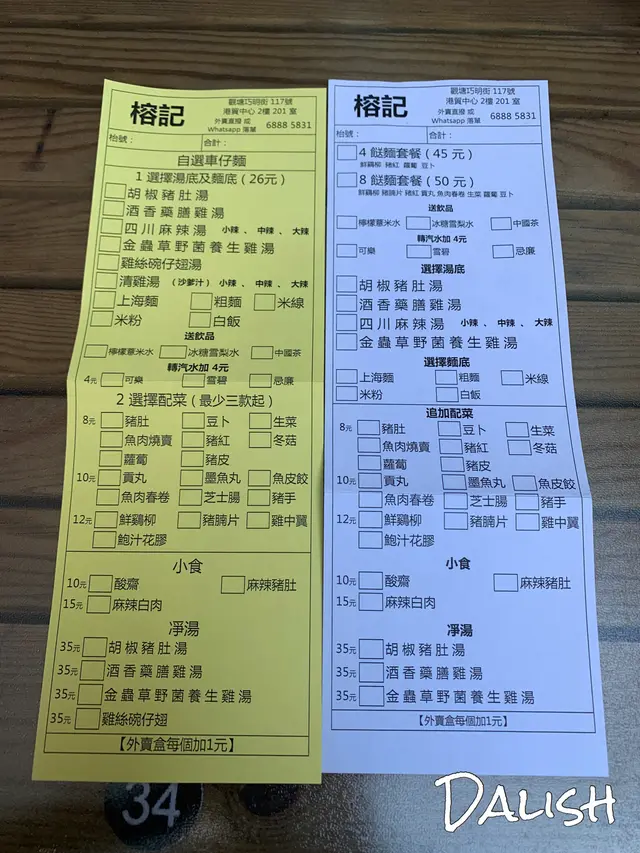 榕記
觀塘巧明街 117號
港貿中心 2樓 201 室
外賣直撥 或
Whatsapp 落單
6888 5831
枱號： 合計：
自選車仔麵
1 選擇湯底及麵底 (26元)
胡椒豬肚湯
酒香藥膳雞湯
四川麻辣湯 小辣 、 中辣 、 大辣
金蟲草野菌養生雞湯
雞絲碗仔翅湯
清雞湯 (沙爹汁) 小辣 、 中辣 、 大辣
上海麵 粗麵 米線
米粉 白飯
送飲品
檸檬薏米水 冰糖雪梨水 中國茶
轉汽水加 4元
4元 可樂 雪碧 忌廉
2 選擇配菜 (最少三款起)
8元 豬肚 豆卜 生菜
魚肉燒賣 豬紅 冬菇
蘿蔔 豬皮
10元 貢丸 墨魚丸 魚皮餃
魚肉春卷 芝士腸 豬手
12元 鮮鷄柳 豬腩片 雞中翼
鮑汁花膠
小食
10元 酸齋 麻辣豬肚
15元 麻辣白肉
凈湯
35元 胡椒豬肚湯
35元 酒香藥膳雞湯
35元 金蟲草野菌養生雞湯
35元 雞絲碗仔翅
【外賣盒每個加1元】
榕記
觀塘巧明街 117號
港貿中心 2樓 201 室
外賣直撥 或
Whatsapp 落單
6888 5831
枱號： 合計：
4 餸麵套餐 (45 元)
鮮鷄柳 豬紅 蘿蔔 豆卜
8 餸麵套餐 (50 元)
鮮鷄柳 豬腩片 豬紅 貢丸 魚肉春卷 生菜 蘿蔔 豆卜
送飲品
檸檬薏米水 冰糖雪梨水 中國茶
轉汽水加 4元
可樂 雪碧 忌廉
選擇湯底
胡椒豬肚湯
酒香藥膳雞湯
四川麻辣湯 小辣 、 中辣 、 大辣
金蟲草野菌養生雞湯
選擇麵底
上海麵 粗麵 米線
米粉 白飯
追加配菜
8元 豬肚 豆卜 生菜
魚肉燒賣 豬紅 冬菇
蘿蔔 豬皮
10元 貢丸 墨魚丸 魚皮餃
魚肉春卷 芝士腸 豬手
12元 鮮鷄柳 豬腩片 雞中翼
鮑汁花膠
小食
10元 酸齋 麻辣豬肚
15元 麻辣白肉
凈湯
35元 胡椒豬肚湯
35元 酒香藥膳雞湯
35元 金蟲草野菌養生雞湯
【外賣盒每個加1元】
34
DALISH